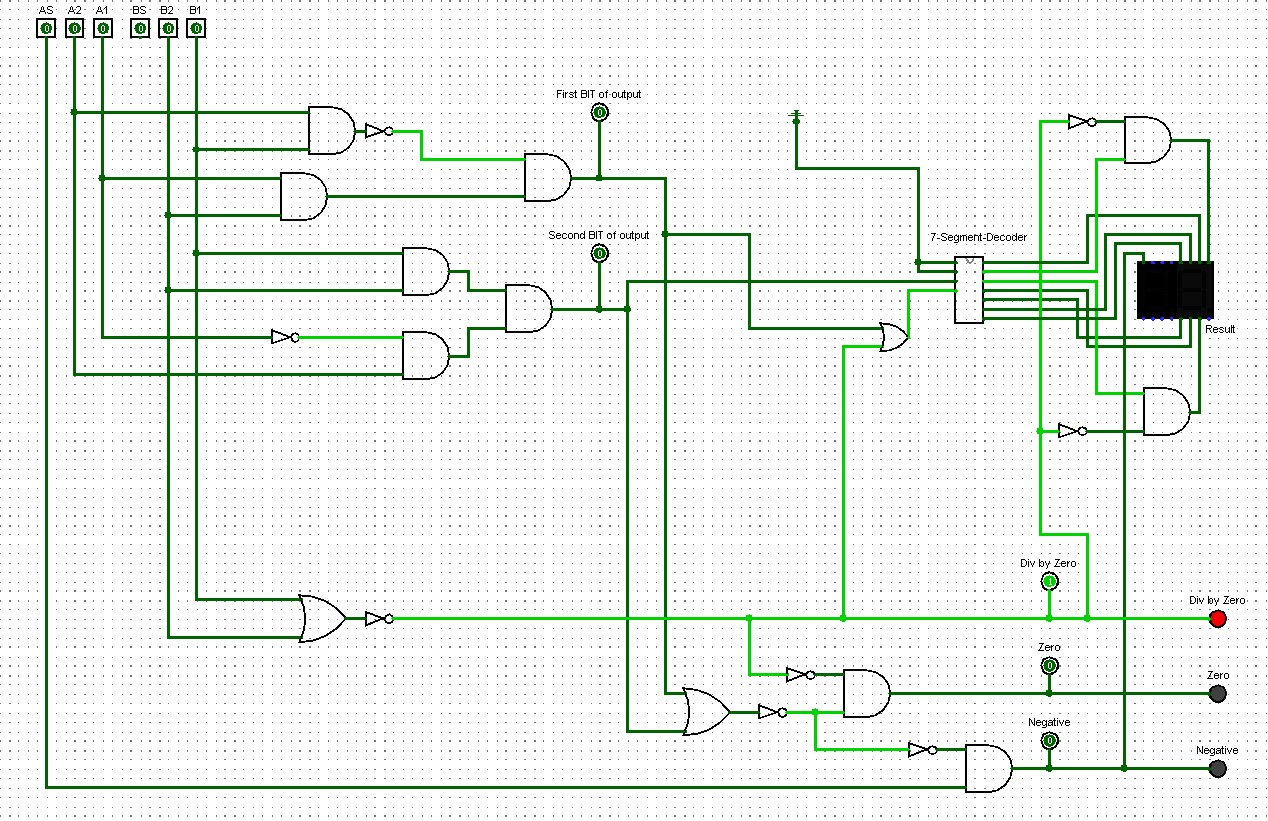 AS A2 A1 BS B2 B1
0 0 0 0 0 0
First BIT of output
0
Second BIT of output
0
7-Segment-Decoder
Result
Div by Zero
1
Div by Zero
Zero
0
Zero
Negative
0
Negative